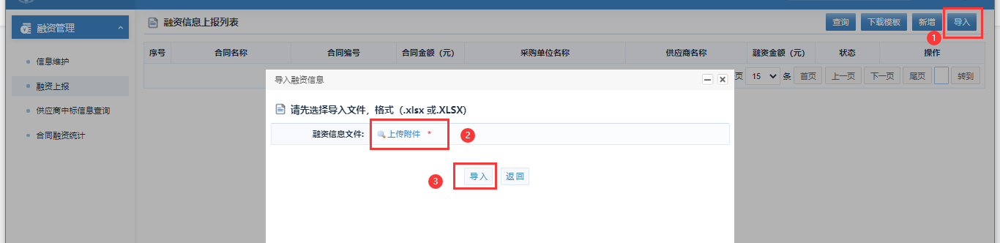 融资管理
信息维护
融资上报
供应商中标信息查询
合同融资统计
融资信息上报列表
查询 下载模板 新增 导入
1
序号 合同名称 合同编号 合同金额（元） 采购单位名称 供应商名称 融资金额（元） 状态 操作
页 15 条 首页 上一页 下一页 尾页 转到
导入融资信息
请先选择导入文件，格式（.xlsx 或.XLSX）
融资信息文件: 上传附件 * 2
3 导入 返回